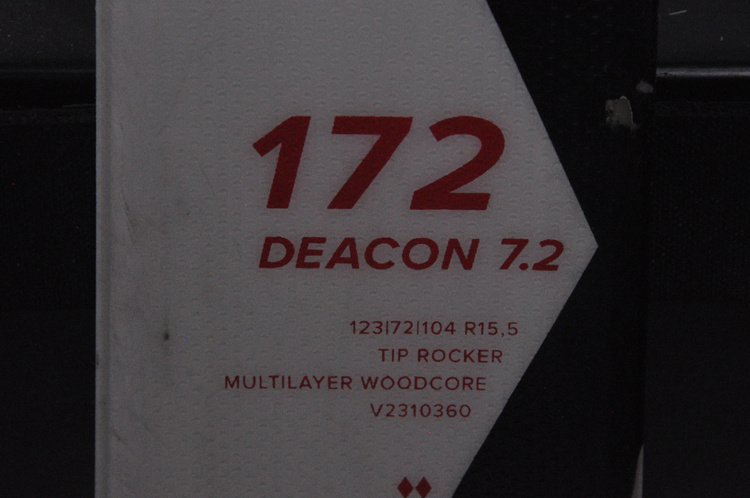 172
DEACON 7.2
123|72|104 R15,5
TIP ROCKER
MULTILAYER WOODCORE
V2310360